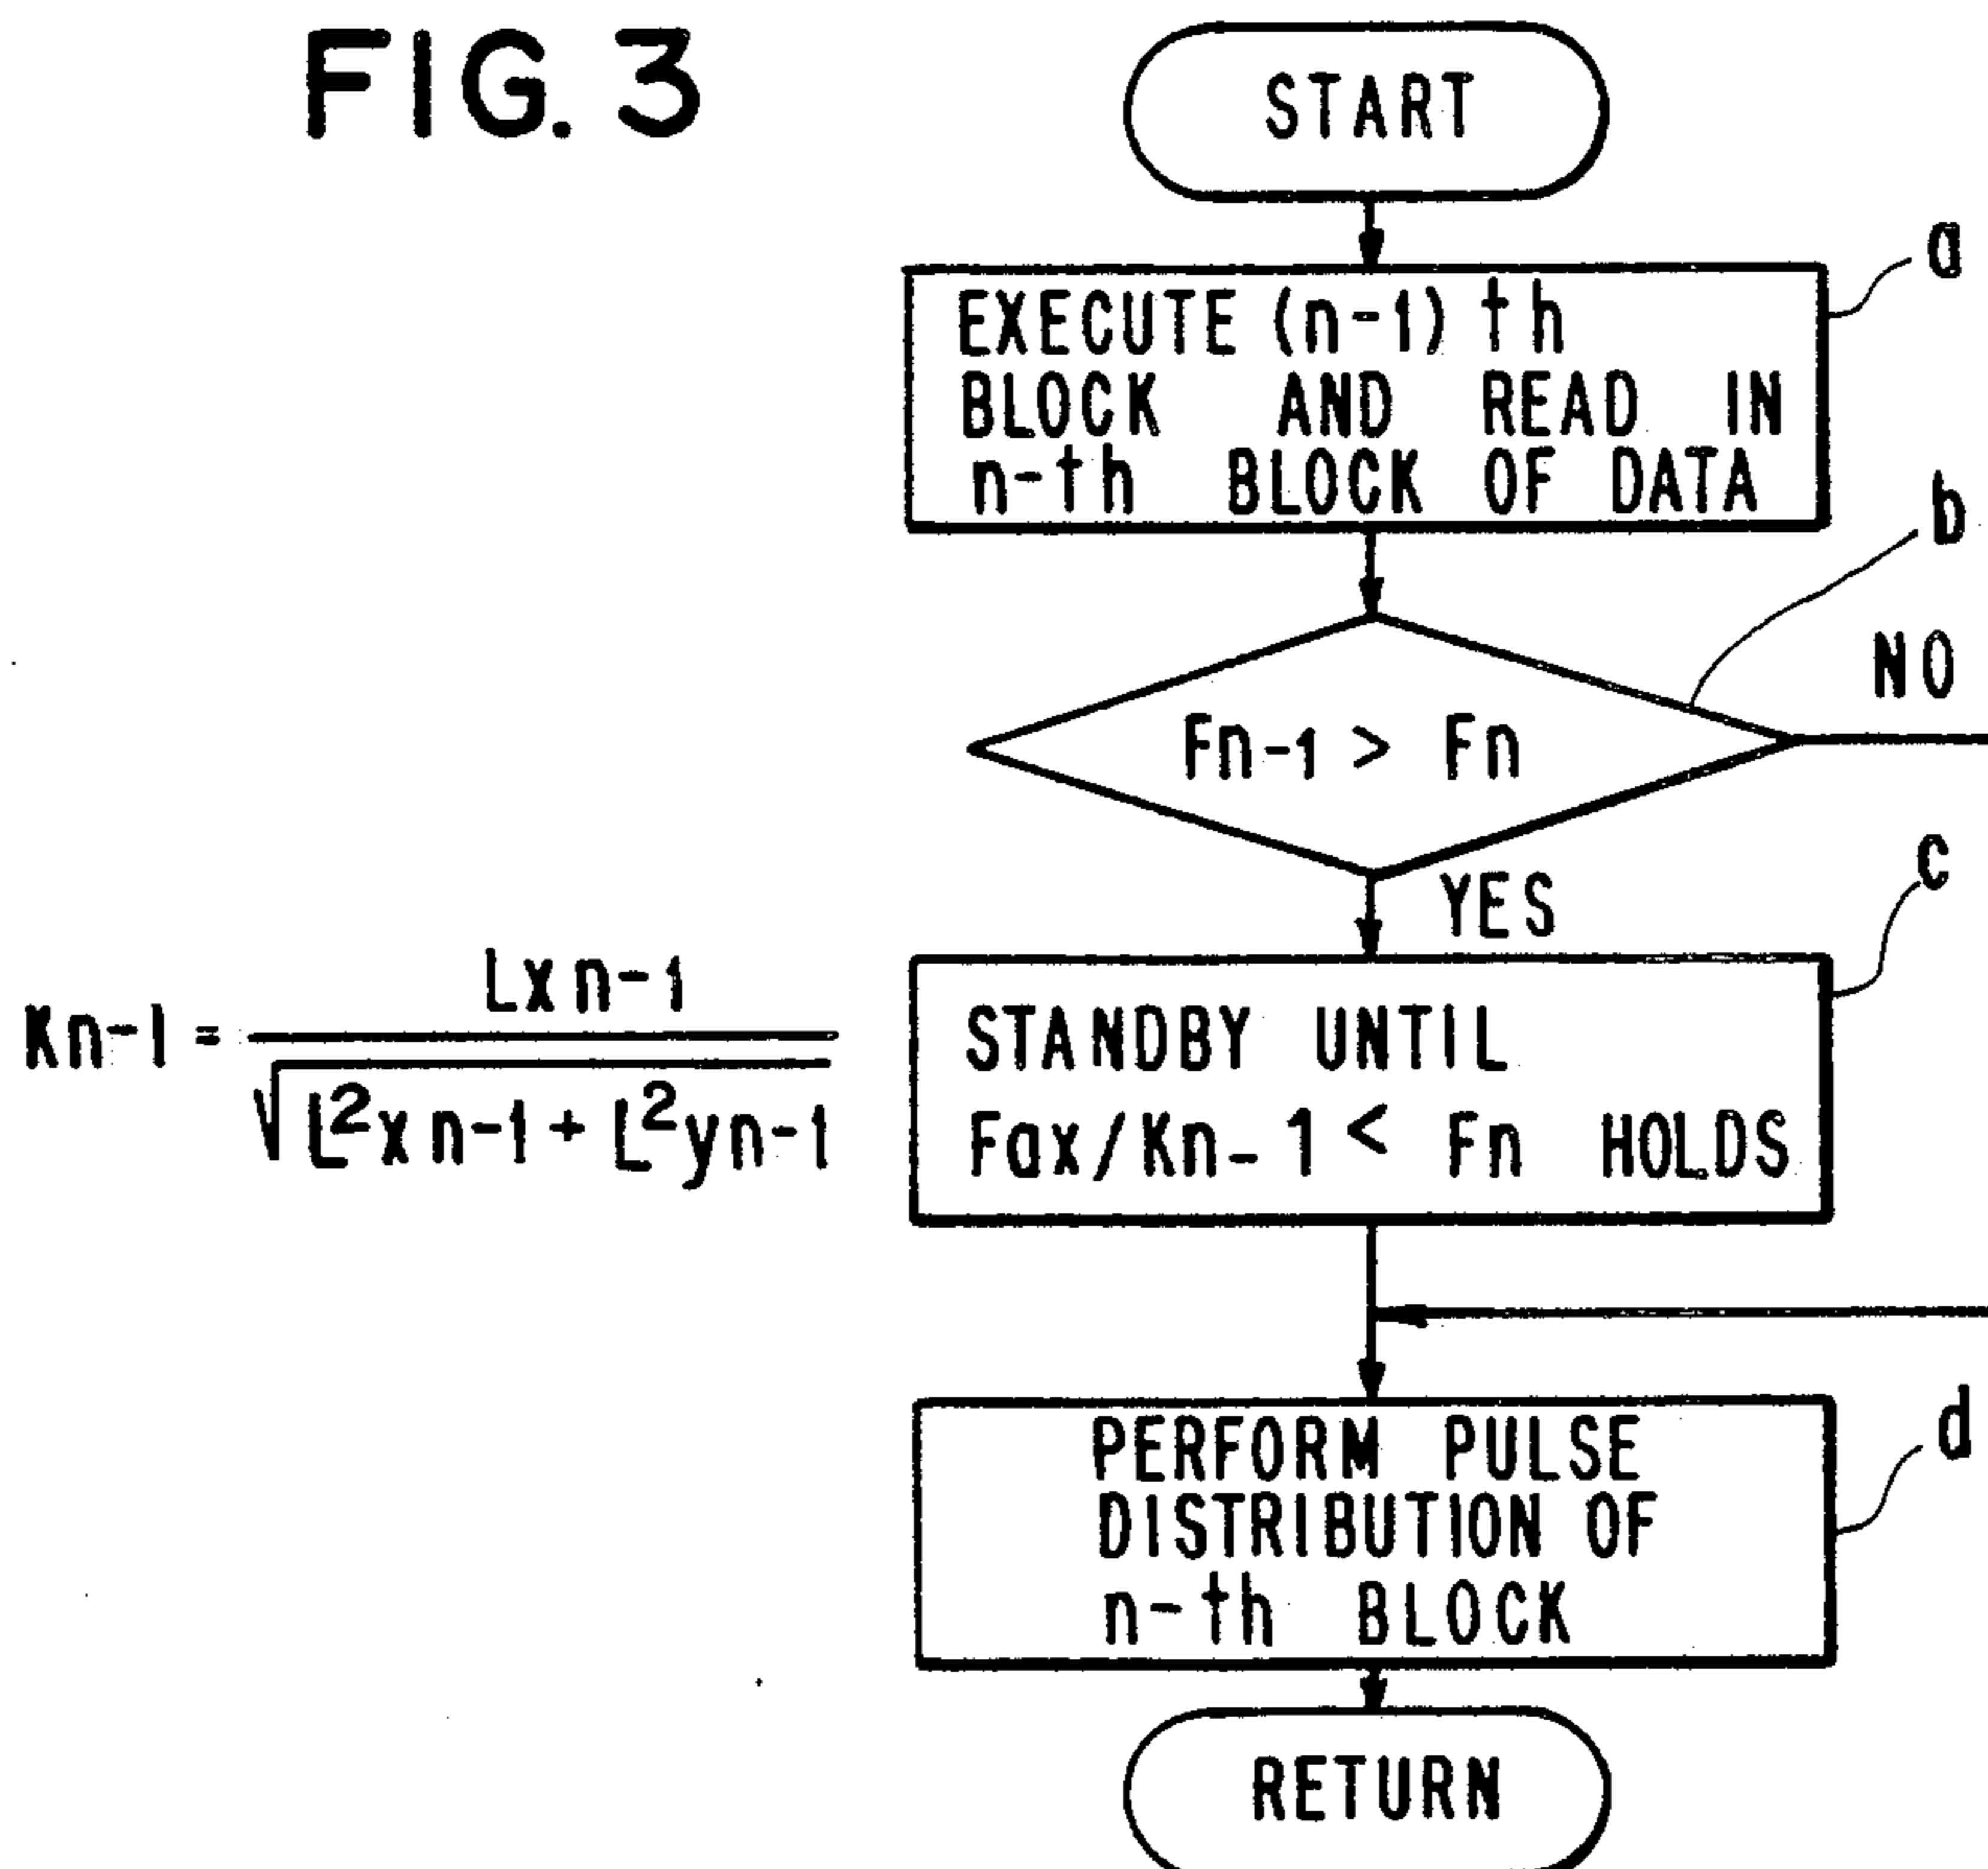 FIG. 3
START
a
EXECUTE (n-1) th
BLOCK AND READ IN
n-th BLOCK OF DATA
b
NO
Fn-1 > Fn
YES
c
Kn-1 = Lxn-1 / √L²xn-1 + L²yn-1
STANDBY UNTIL
Fax/Kn-1 < Fn HOLDS
d
PERFORM PULSE
DISTRIBUTION OF
n-th BLOCK
RETURN